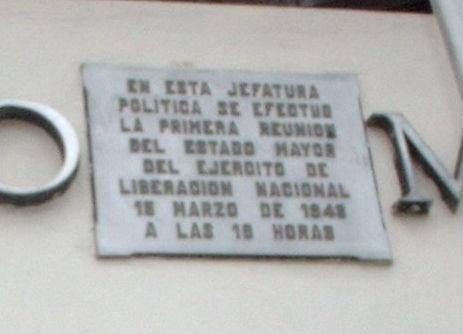 O
EN ESTA JEFATURA
POLITICA SE EFECTUO
LA PRIMERA REUNION
DEL ESTADO MAYOR
DEL EJERCITO DE
LIBERACION NACIONAL
MARZO DE 1948
A LAS HORAS
N